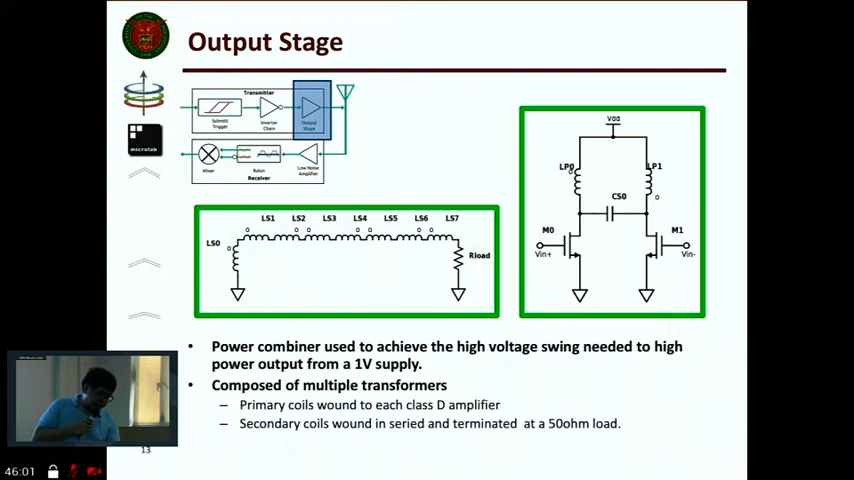 Output Stage
Transmitter
Schmitt
Trigger
Inverter
Chain
Output
Stage
Mixer
Balun
Low Noise
Amplifier
Receiver
microlab
LS0
LS1
LS2
LS3
LS4
LS5
LS6
LS7
Rload
LP0
LP1
CS0
M0
M1
Vin+
Vin-
• Power combiner used to achieve the high voltage swing needed to high
power output from a 1V supply.
• Composed of multiple transformers
– Primary coils wound to each class D amplifier
– Secondary coils wound in seried and terminated at a 50ohm load.
13
46:01